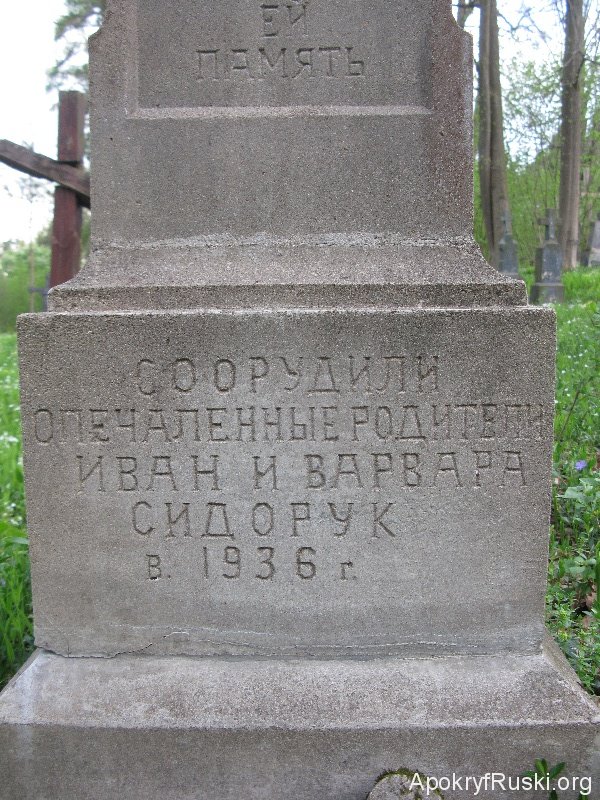 ЕЙ
ПАМЯТЬ
СООРУДИЛИ
ОПЕЧАЛЕННЫЕ РОДИТЕЛИ
ИВАН И ВАРВАРА
СИДОРУК
В. 1936 г.
ApokryfRuski.org